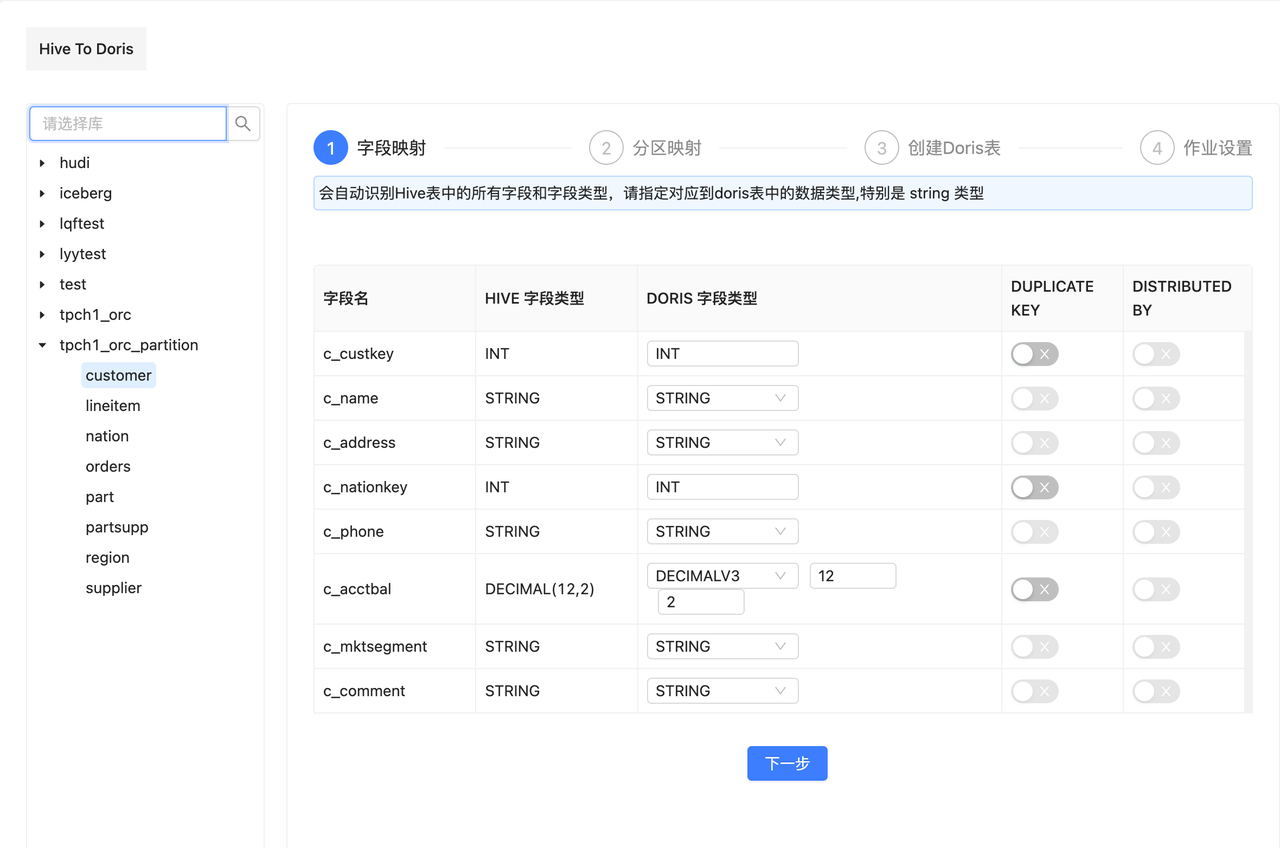 Hive To Doris
请选择库
hudi
iceberg
lqftest
lyytest
test
tpch1_orc
tpch1_orc_partition
customer
lineitem
nation
orders
part
partsupp
region
supplier
1 字段映射 2 分区映射 3 创建Doris表 4 作业设置
会自动识别Hive表中的所有字段和字段类型，请指定对应到doris表中的数据类型,特别是 string 类型
字段名 HIVE 字段类型 DORIS 字段类型 DUPLICATE KEY DISTRIBUTED BY
c_custkey INT INT
c_name STRING STRING
c_address STRING STRING
c_nationkey INT INT
c_phone STRING STRING
c_acctbal DECIMAL(12,2) DECIMALV3 12
2
c_mktsegment STRING STRING
c_comment STRING STRING
下一步